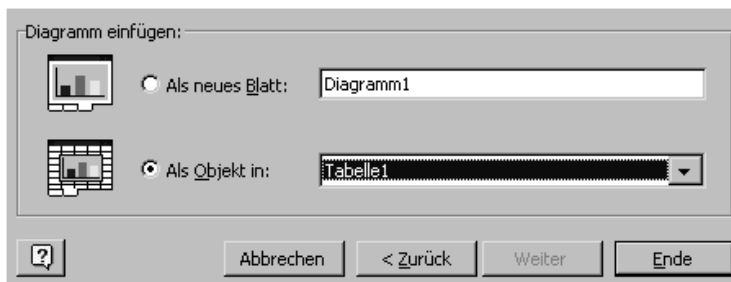 Diagramm einfügen:
Als neues Blatt: Diagramm1
Als Objekt in: Tabelle1
? Abbrechen < Zurück Weiter Ende